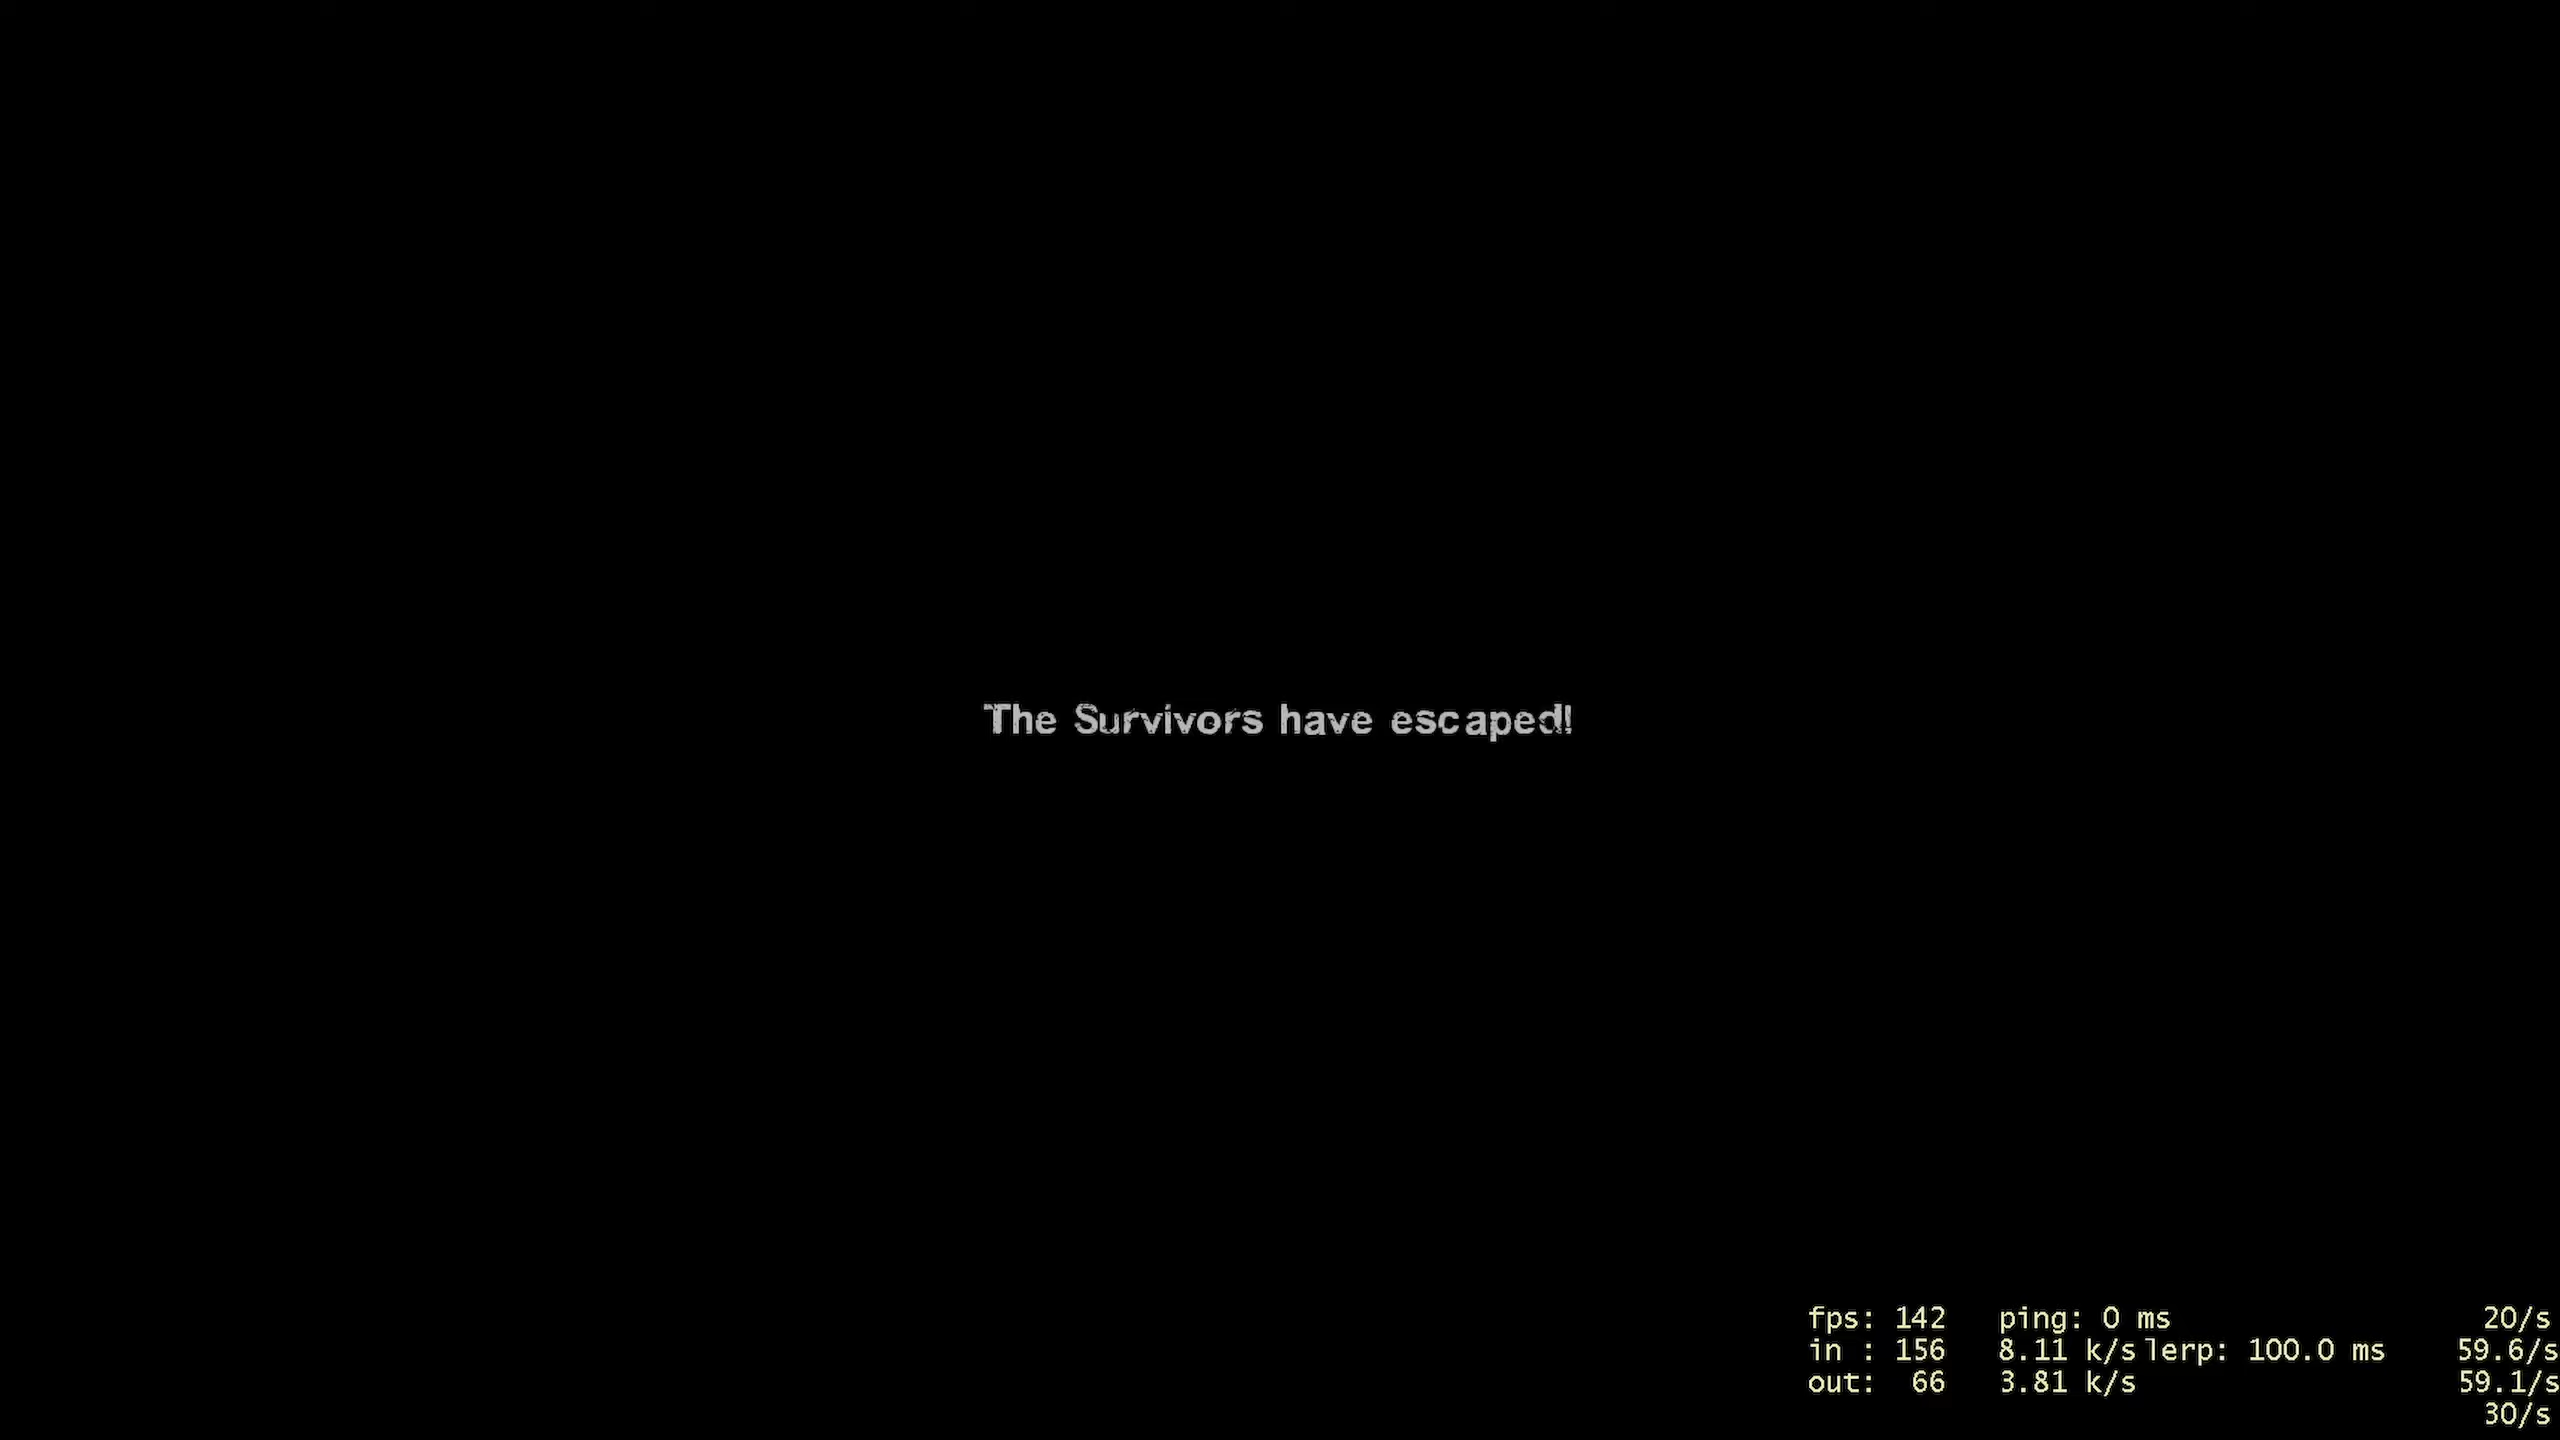 The Survivors have escaped!
fps: 142 ping: 0 ms 20/s
in : 156 8.11 k/s lerp: 100.0 ms 59.6/s
out: 66 3.81 k/s 59.1/s
30/s